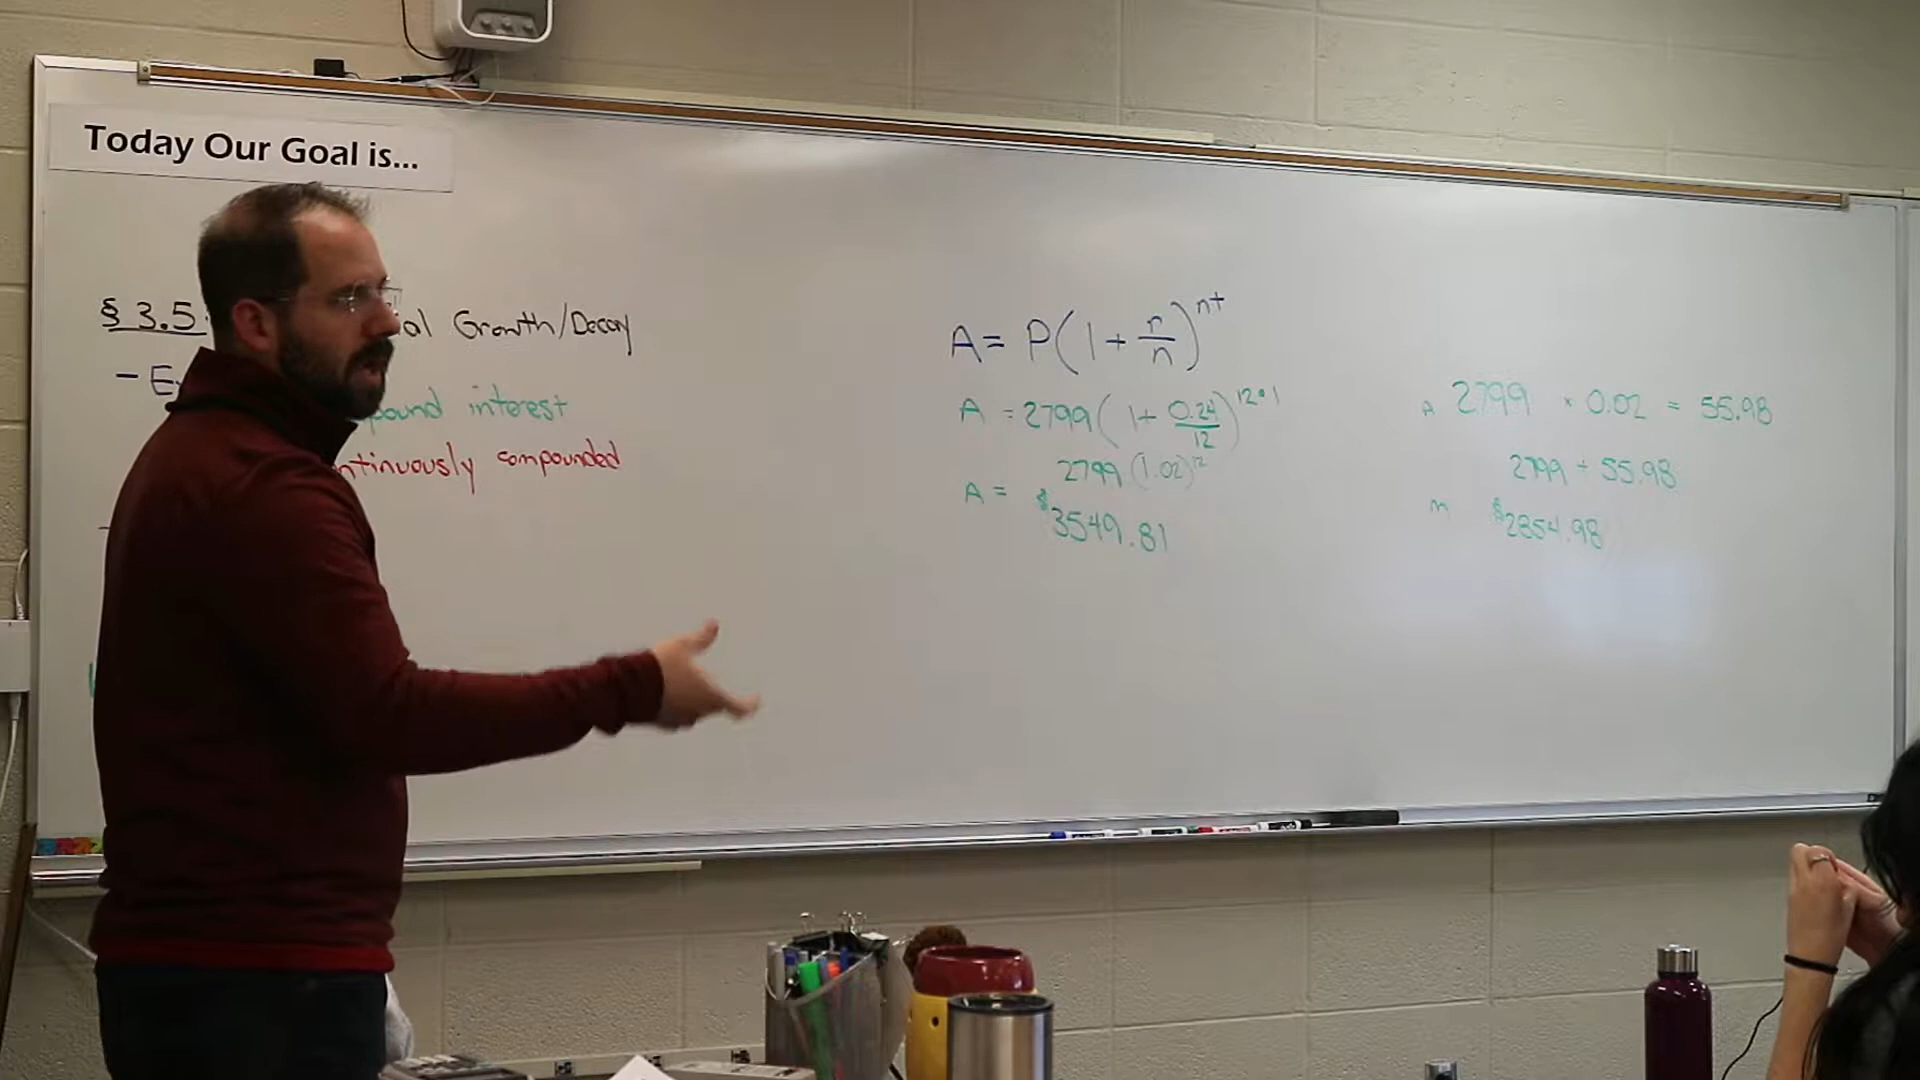 Today Our Goal is...
§ 3.5 al Growth/Decay
- E
pound interest
ntinuously compounded
A = P(1 + r/n)^nt
A = 2799(1 + 0.24/12)^12•1
2799(1.02)^12
A = $3549.81
A 2799 × 0.02 = 55.98
2799 + 55.98
m $2854.98